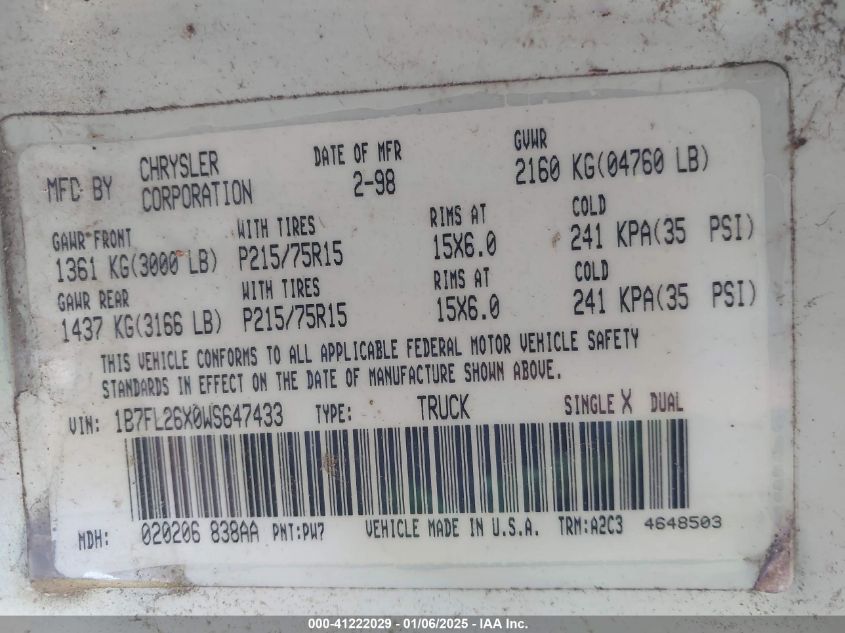 MFD BY CHRYSLER CORPORATION DATE OF MFR 2-98 GVWR 2160 KG(04760 LB)
GAWR FRONT WITH TIRES RIMS AT COLD
1361 KG(3000 LB) P215/75R15 15X6.0 241 KPA(35 PSI)
GAWR REAR WITH TIRES RIMS AT COLD
1437 KG(3166 LB) P215/75R15 15X6.0 241 KPA(35 PSI)
THIS VEHICLE CONFORMS TO ALL APPLICABLE FEDERAL MOTOR VEHICLE SAFETY
STANDARDS IN EFFECT ON THE DATE OF MANUFACTURE SHOWN ABOVE.
VIN: 1B7FL26X0WS647433 TYPE: TRUCK SINGLE X DUAL
MDH: 020206 838AA PNT:PW7 VEHICLE MADE IN U.S.A. TRM:A2C3 4648503
000-41222029 - 01/06/2025 - IAA Inc.